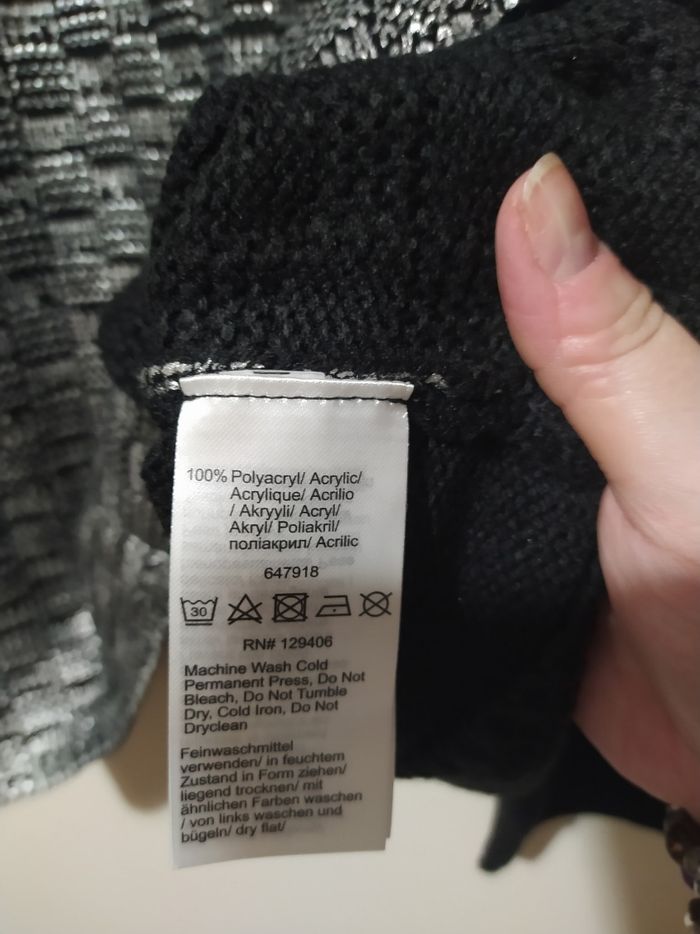 100% Polyacryl/ Acrylic/
Acrylique/ Acrilio
/ Akryyli/ Acryl/
Akryl/ Poliakril/
поліакрил/ Acrilic
647918
30
RN# 129406
Machine Wash Cold
Permanent Press, Do Not
Bleach, Do Not Tumble
Dry, Cold Iron, Do Not
Dryclean
Feinwaschmittel
verwenden/ in feuchtem
Zustand in Form ziehen/
liegend trocknen/ mit
ähnlichen Farben waschen
/ von links waschen und
bügeln/ dry flat/